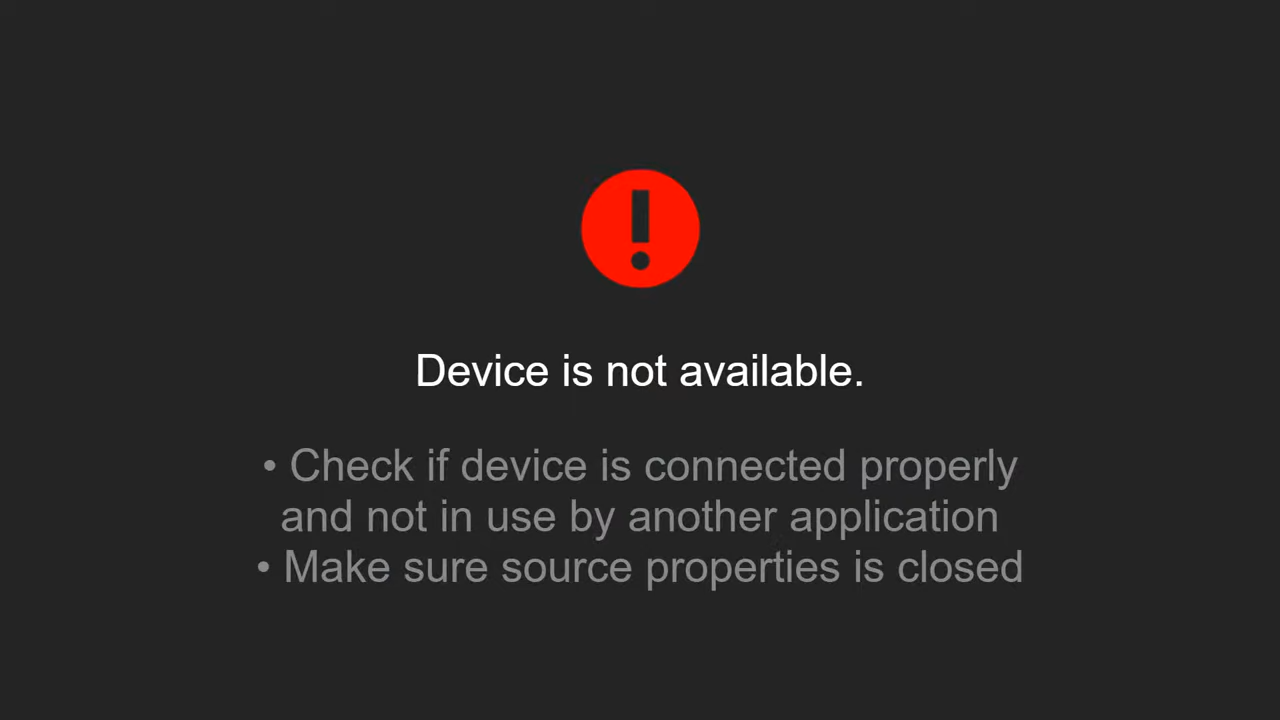 Device is not available.
• Check if device is connected properly
and not in use by another application
• Make sure source properties is closed